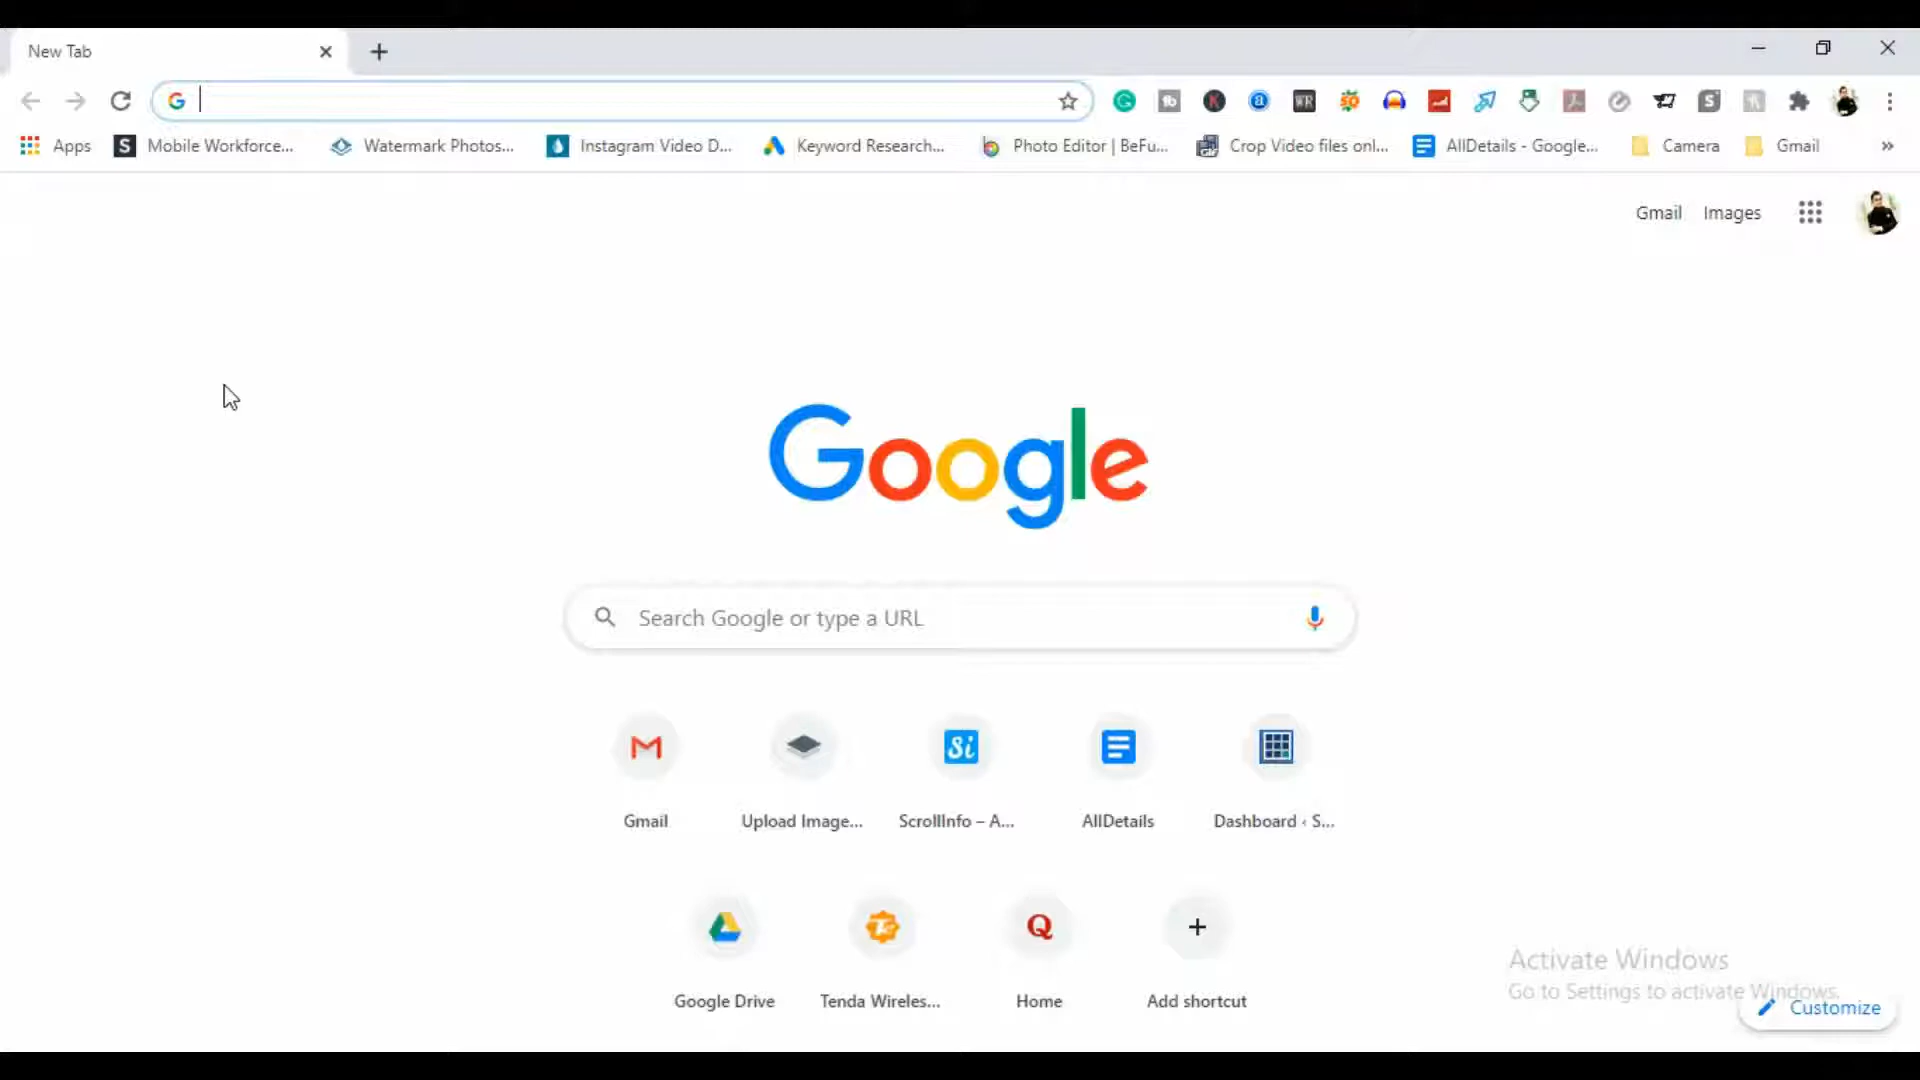 New Tab
Apps
Mobile Workforce...
Watermark Photos...
Instagram Video D...
Keyword Research...
Photo Editor | BeFu...
Crop Video files onl...
AllDetails - Google...
Camera
Gmail
»
Gmail Images
Google
Search Google or type a URL
Gmail
Upload Image...
ScrollInfo – A...
AllDetails
Dashboard ‹ S...
Google Drive
Tenda Wireles...
Home
Add shortcut
Activate Windows
Go to Settings to activate Windows.
Customize